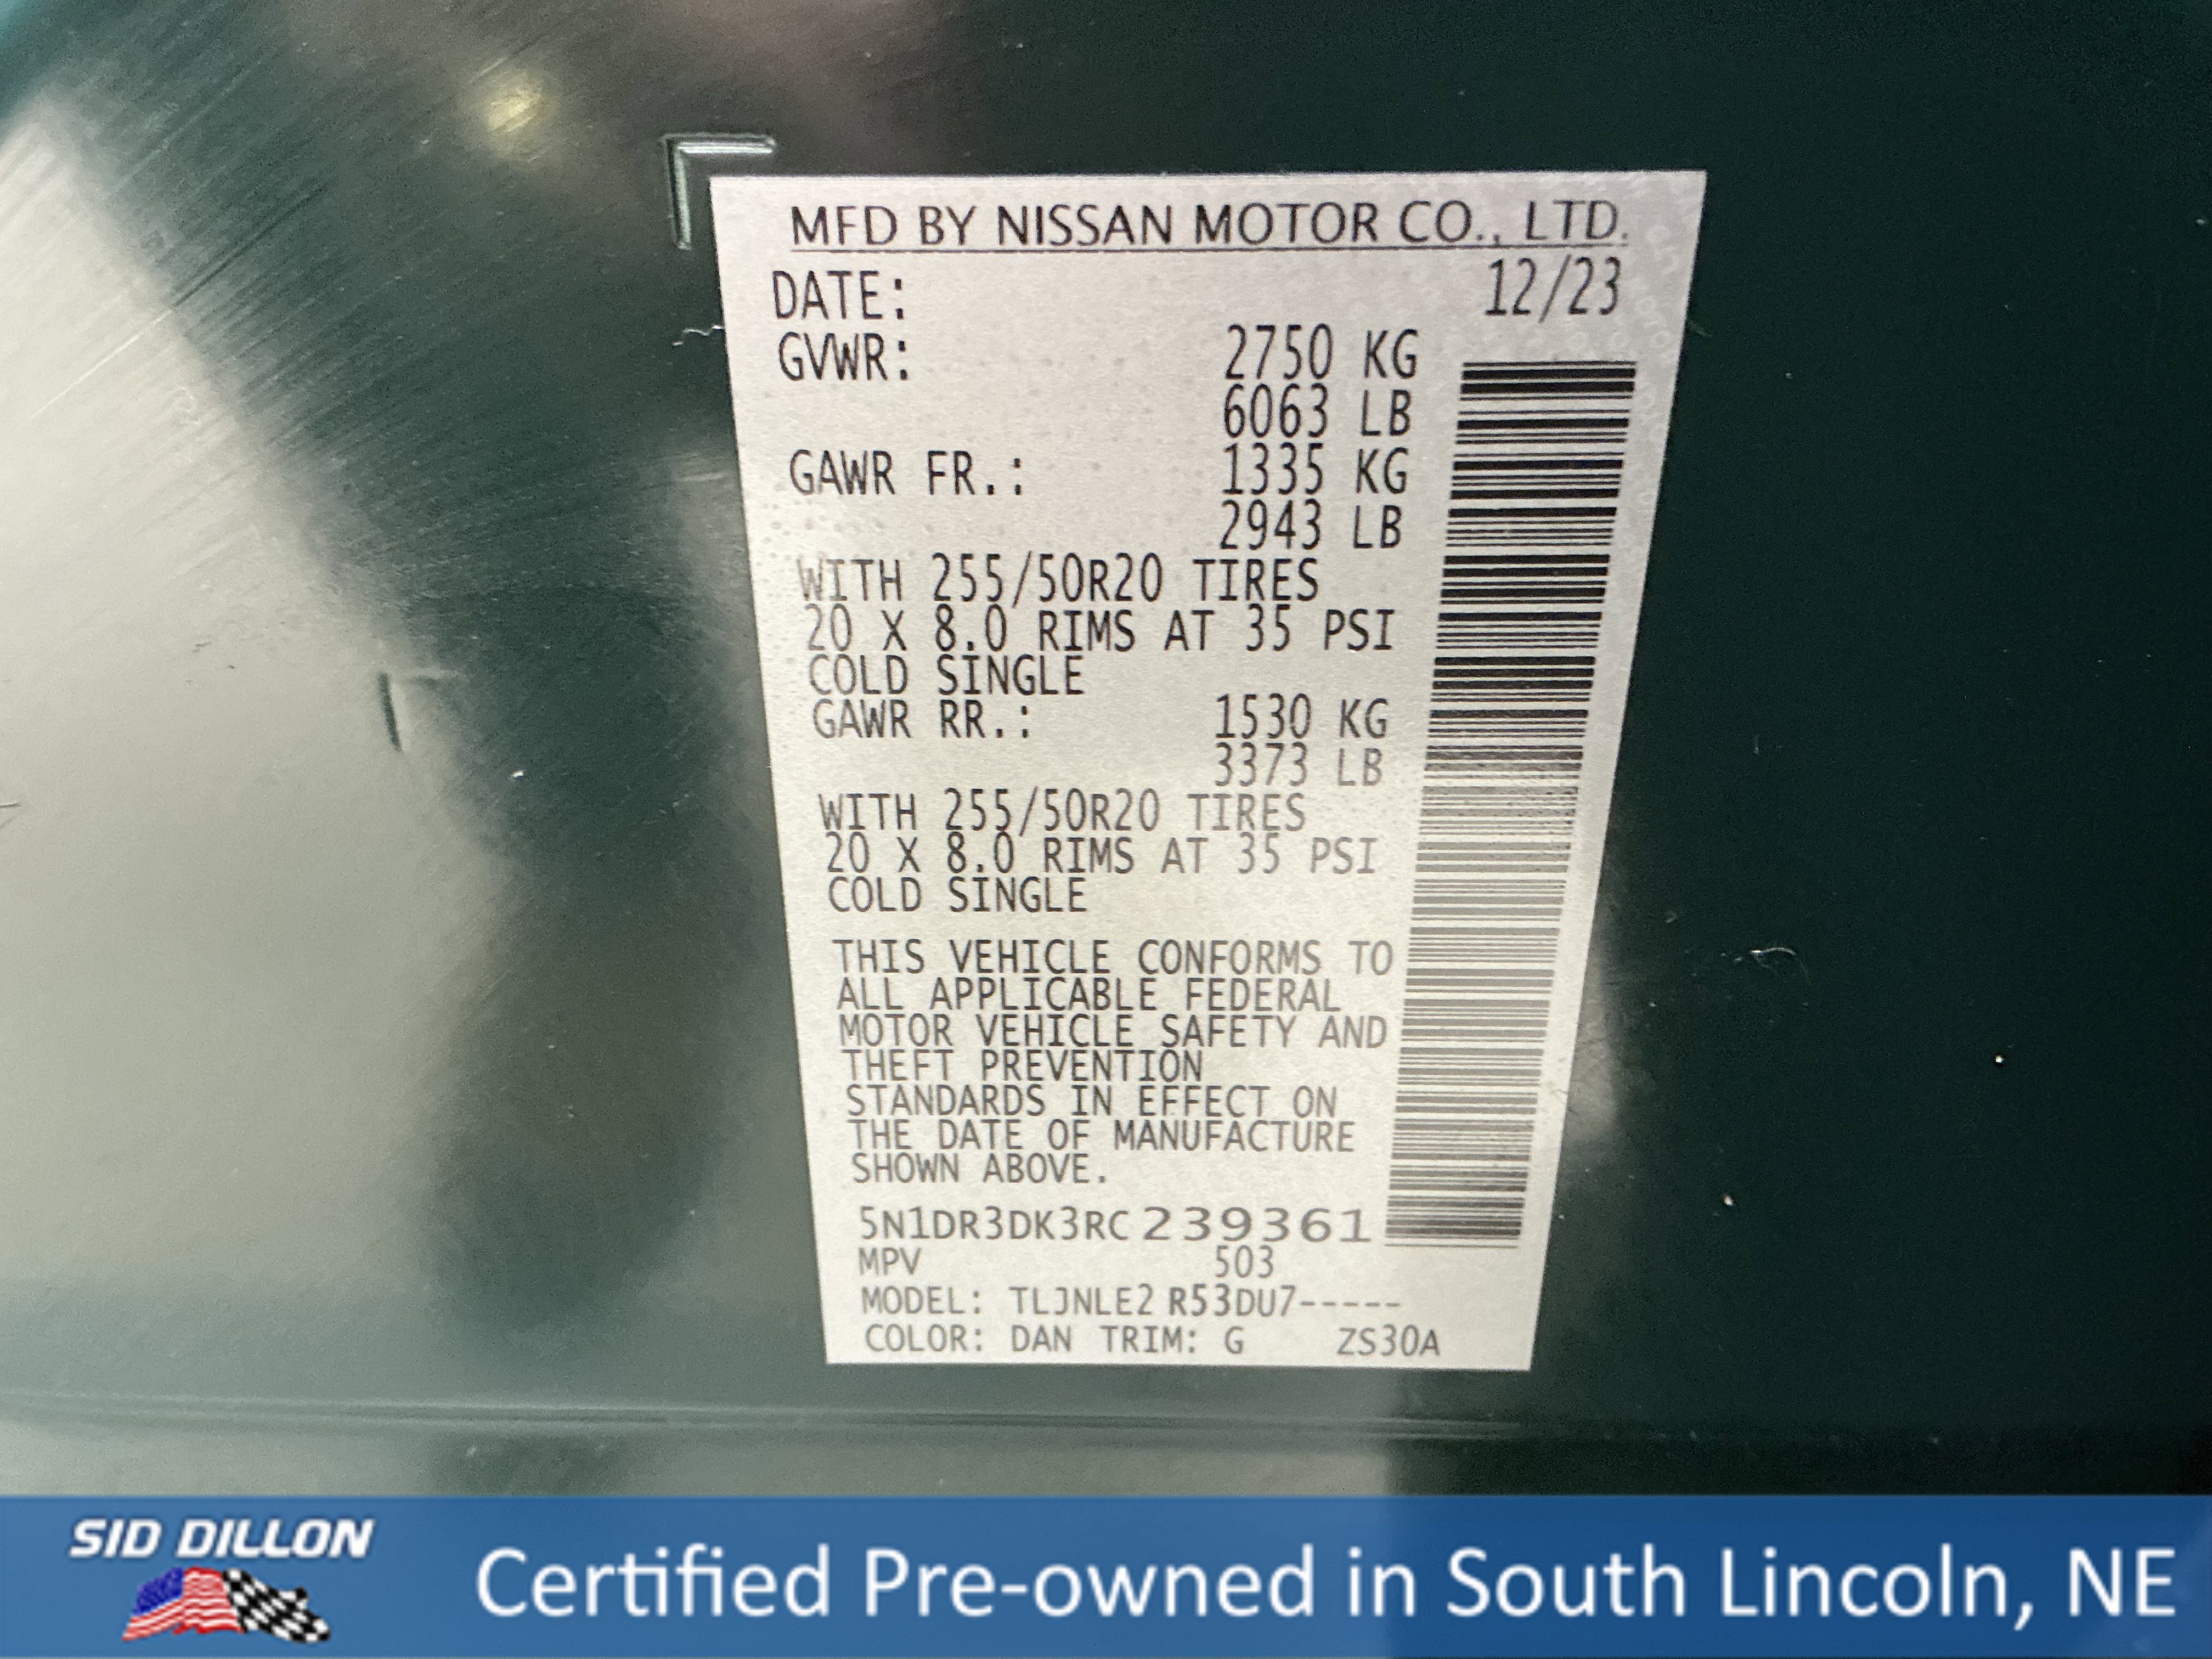 MFD BY NISSAN MOTOR CO., LTD.
DATE: 12/23
GVWR: 2750 KG
6063 LB
GAWR FR.: 1335 KG
2943 LB
WITH 255/50R20 TIRES
20 X 8.0 RIMS AT 35 PSI
COLD SINGLE
GAWR RR.: 1530 KG
3373 LB
WITH 255/50R20 TIRES
20 X 8.0 RIMS AT 35 PSI
COLD SINGLE
THIS VEHICLE CONFORMS TO
ALL APPLICABLE FEDERAL
MOTOR VEHICLE SAFETY AND
THEFT PREVENTION
STANDARDS IN EFFECT ON
THE DATE OF MANUFACTURE
SHOWN ABOVE.
5N1DR3DK3RC239361
MPV 503
MODEL: TLJNLE2 R53DU7-----
COLOR: DAN TRIM: G ZS30A
SID DILLON
Certified Pre-owned in South Lincoln, NE